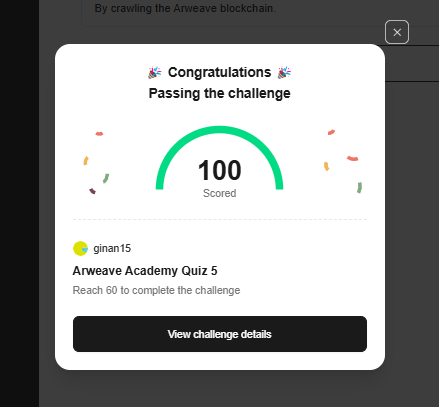 By crawling the Arweave blockchain.
🎉 Congratulations 🎉
Passing the challenge
100
Scored
ginan15
Arweave Academy Quiz 5
Reach 60 to complete the challenge
View challenge details